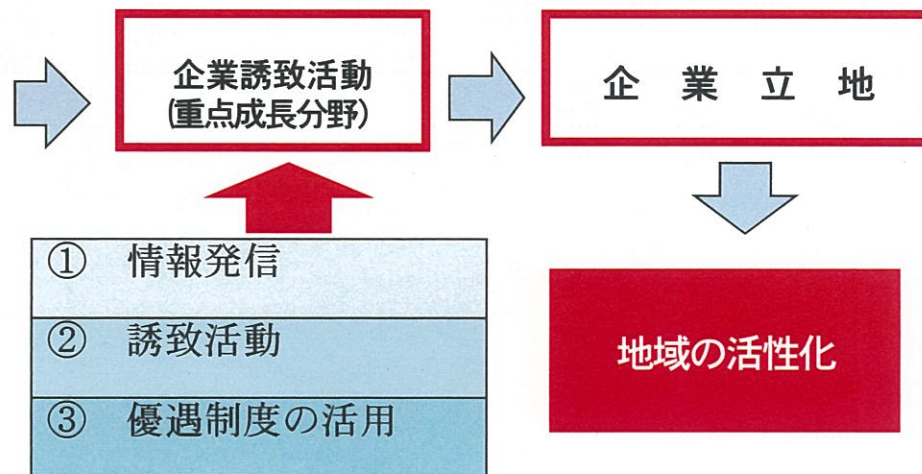 企業誘致活動
(重点成長分野)
企業立地
① 情報発信
② 誘致活動
③ 優遇制度の活用
地域の活性化